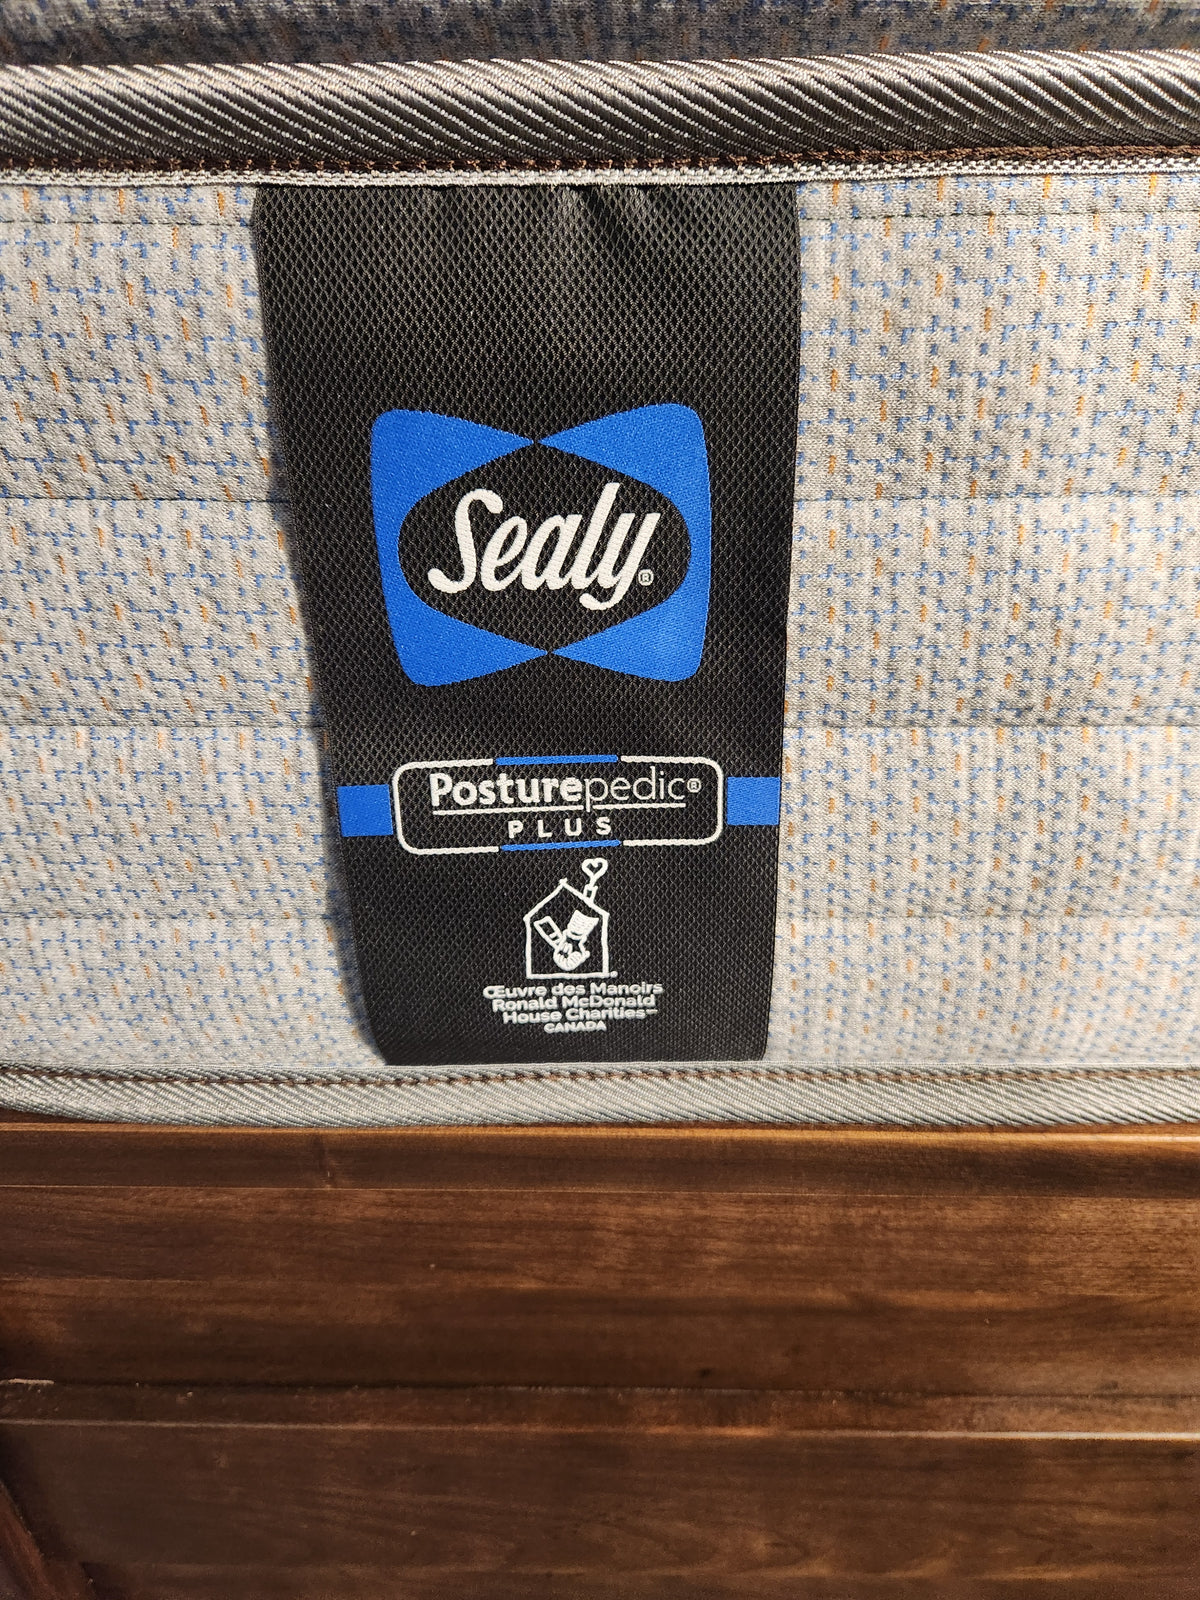 Sealy®
Posturepedic®
PLUS
Œuvre des Manoirs
Ronald McDonald
House Charities™
CANADA